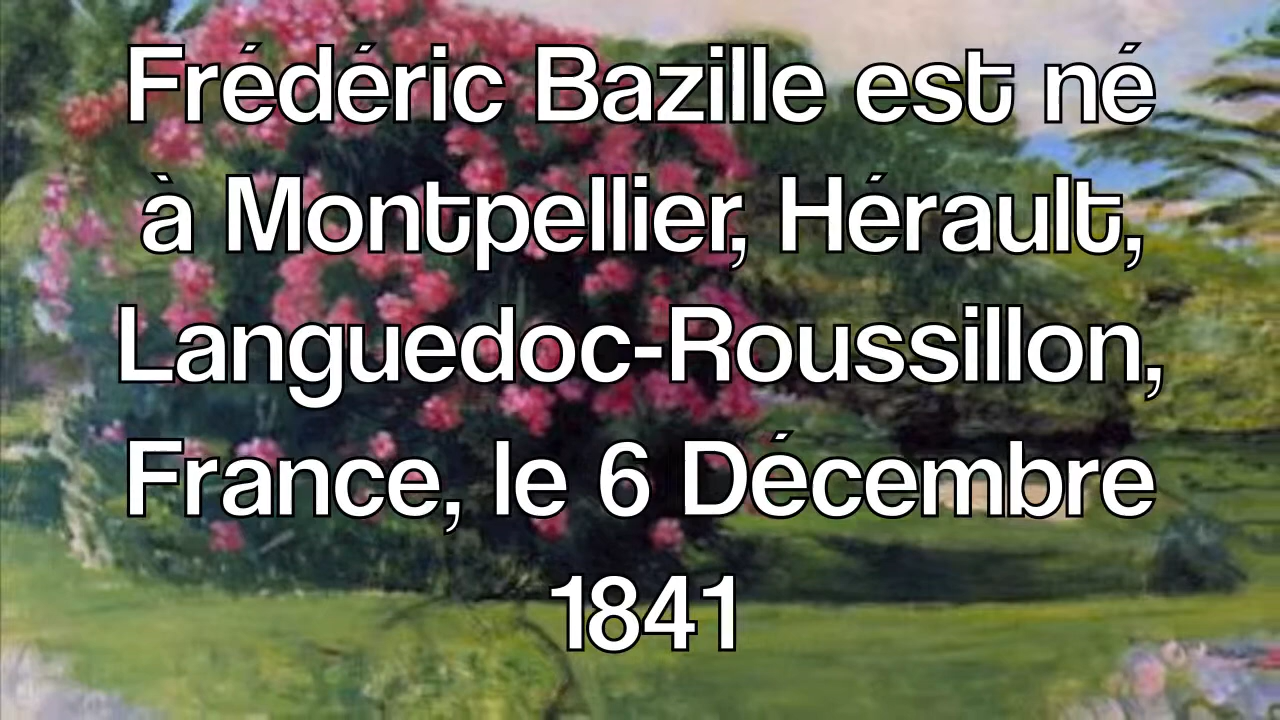 Frédéric Bazille est né
à Montpellier, Hérault,
Languedoc-Roussillon,
France, le 6 Décembre
1841